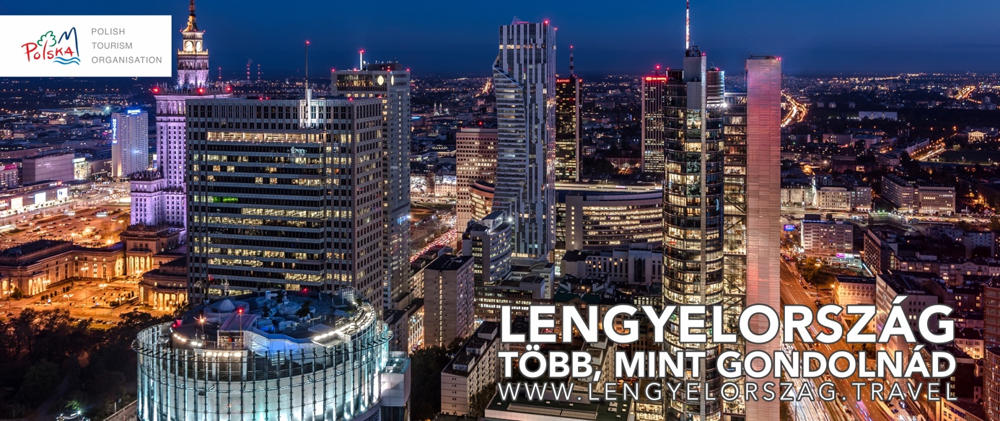 Polska
POLISH
TOURISM
ORGANISATION
LENGYELORSZÁG
TÖBB, MINT GONDOLNÁD
WWW.LENGYELORSZAG.TRAVEL